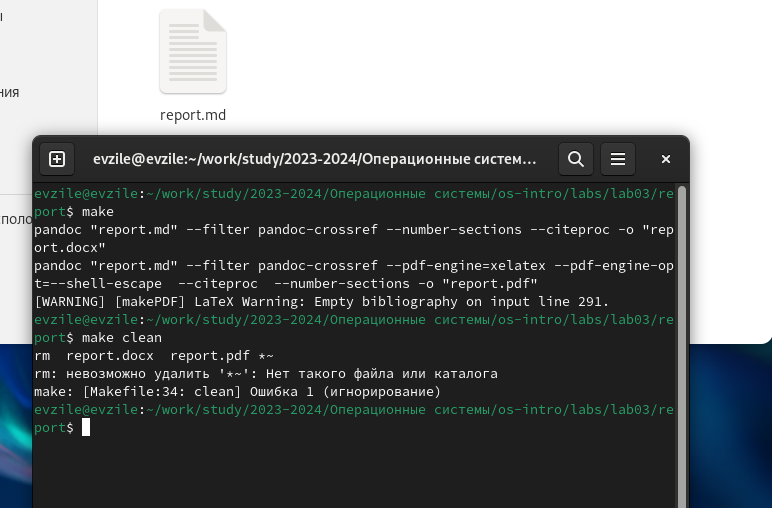 ния
report.md
evzile@evzile:~/work/study/2023-2024/Операционные систем...
evzile@evzile:~/work/study/2023-2024/Операционные системы/os-intro/labs/lab03/re
port$ make
pandoc "report.md" --filter pandoc-crossref --number-sections --citeproc -o "rep
ort.docx"
pandoc "report.md" --filter pandoc-crossref --pdf-engine=xelatex --pdf-engine-op
t=--shell-escape  --citeproc  --number-sections -o "report.pdf"
[WARNING] [makePDF] LaTeX Warning: Empty bibliography on input line 291.
evzile@evzile:~/work/study/2023-2024/Операционные системы/os-intro/labs/lab03/re
port$ make clean
rm  report.docx  report.pdf *~
rm: невозможно удалить '*~': Нет такого файла или каталога
make: [Makefile:34: clean] Ошибка 1 (игнорирование)
evzile@evzile:~/work/study/2023-2024/Операционные системы/os-intro/labs/lab03/re
port$
споло